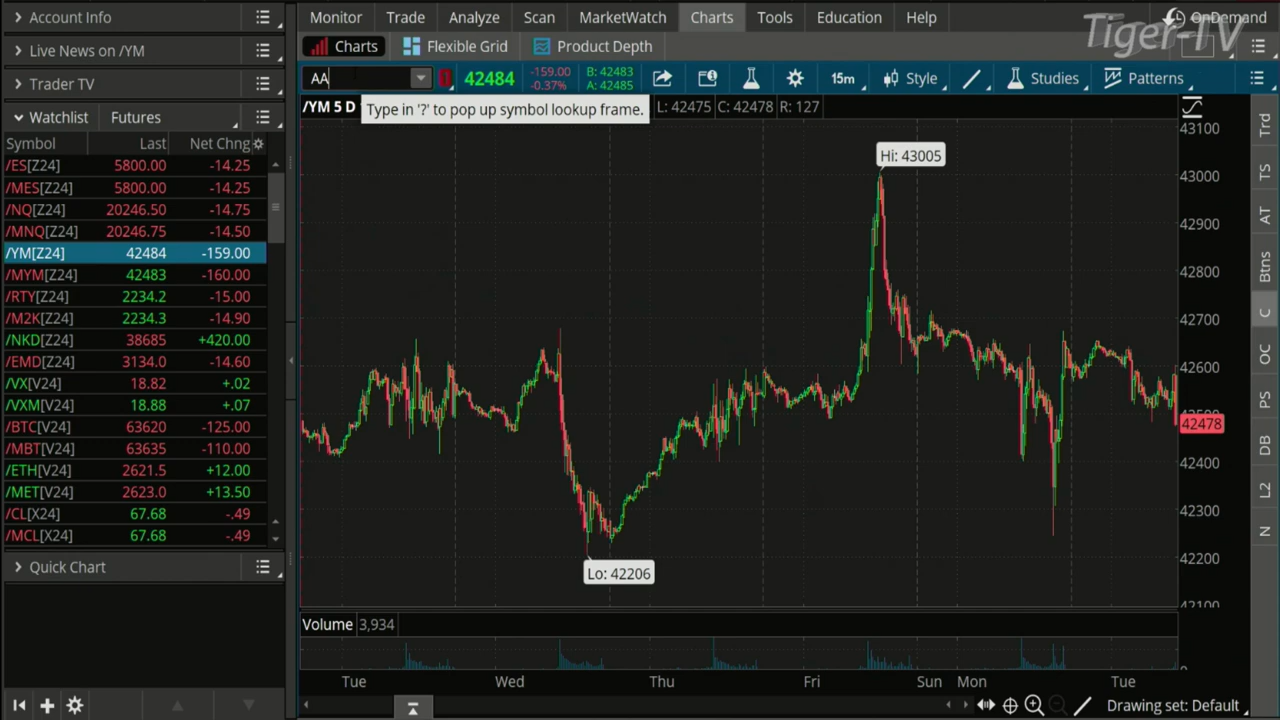 Account Info
Live News on /YM
Trader TV
Watchlist Futures
Symbol Last Net Chng
/ES[Z24] 5800.00 -14.25
/MES[Z24] 5800.00 -14.25
/NQ[Z24] 20246.50 -14.75
/MNQ[Z24] 20246.75 -14.50
/YM[Z24] 42484 -159.00
/MYM[Z24] 42483 -160.00
/RTY[Z24] 2234.2 -15.00
/M2K[Z24] 2234.3 -14.90
/NKD[Z24] 38685 +420.00
/EMD[Z24] 3134.0 -14.60
/VX[V24] 18.82 +.02
/VXM[V24] 18.88 +.07
/BTC[V24] 63620 -125.00
/MBT[V24] 63635 -110.00
/ETH[V24] 2621.5 +12.00
/MET[V24] 2623.0 +13.50
/CL[X24] 67.68 -.49
/MCL[X24] 67.68 -.49
Quick Chart
Monitor Trade Analyze Scan MarketWatch Charts Tools Education Help
Tiger-TV
OnDemand
Charts Flexible Grid Product Depth
AA 42484 -159.00 -0.37% B: 42483 A: 42485 15m Style Studies Patterns
/YM 5 D L: 42475 C: 42478 R: 127
Type in '?' to pop up symbol lookup frame.
Hi: 43005
Lo: 42206
43100
43000
42900
42800
42700
42600
42500
42478
42400
42300
42200
42100
Volume 3,934
0
Tue Wed Thu Fri Sun Mon Tue
Drawing set: Default
Trd
TS
AT
Btns
C
OC
PS
DB
L2
N